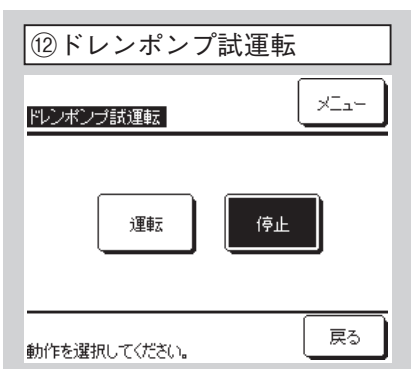 ⑫ドレンポンプ試運転
メニュー
ドレンポンプ試運転
運転
停止
戻る
動作を選択してください。